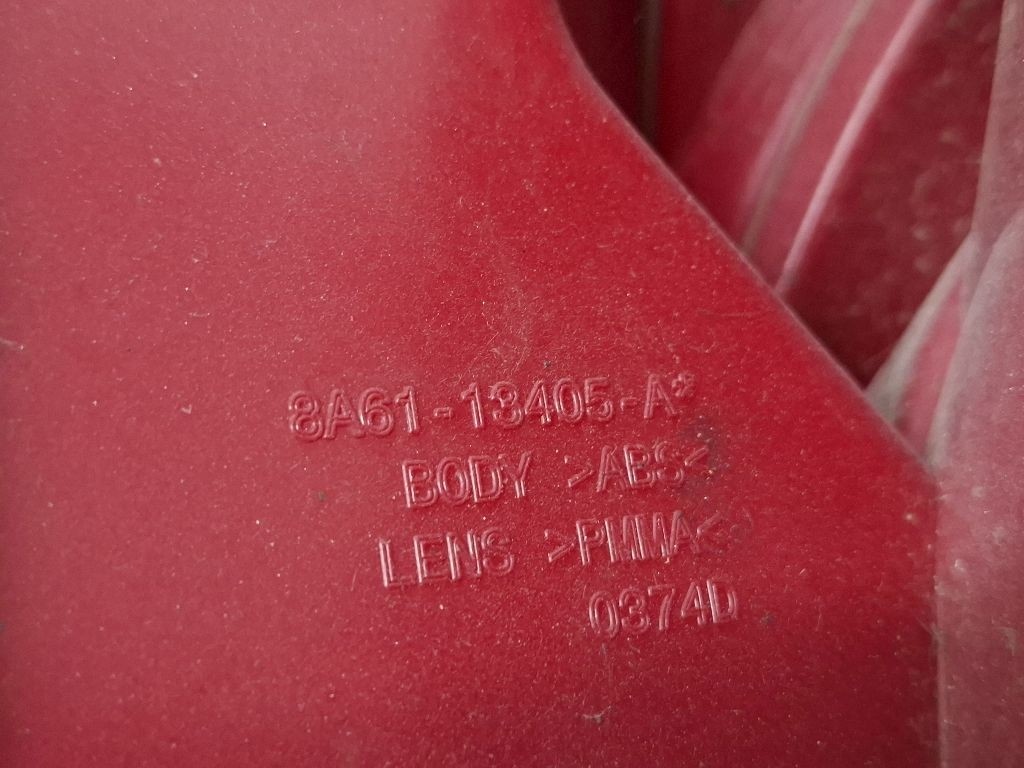 8A61-13405-A*
BODY >ABS<
LENS >PMMA<
0374D